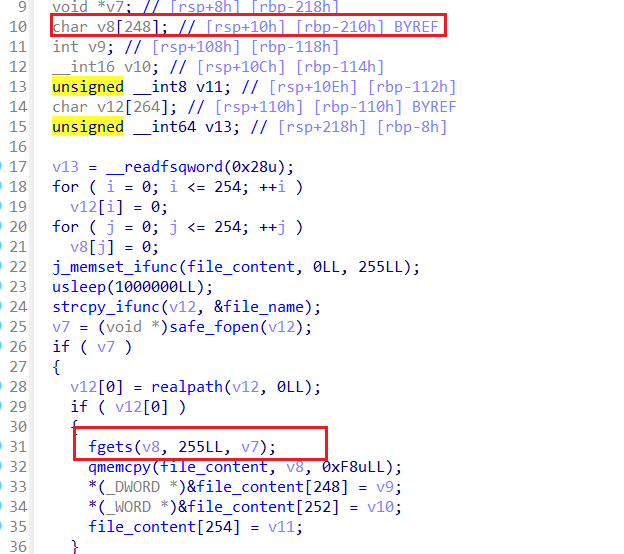 9 void *v7; // [rsp+8h] [rbp-218h]
10 char v8[248]; // [rsp+10h] [rbp-210h] BYREF
11 int v9; // [rsp+108h] [rbp-118h]
12 __int16 v10; // [rsp+10Ch] [rbp-114h]
13 unsigned __int8 v11; // [rsp+10Eh] [rbp-112h]
14 char v12[264]; // [rsp+110h] [rbp-110h] BYREF
15 unsigned __int64 v13; // [rsp+218h] [rbp-8h]
16
17 v13 = __readfsqword(0x28u);
18 for ( i = 0; i <= 254; ++i )
19 v12[i] = 0;
20 for ( j = 0; j <= 254; ++j )
21 v8[j] = 0;
22 j_memset_ifunc(file_content, 0LL, 255LL);
23 usleep(1000000LL);
24 strcpy_ifunc(v12, &file_name);
25 v7 = (void *)safe_fopen(v12);
26 if ( v7 )
27 {
28 v12[0] = realpath(v12, 0LL);
29 if ( v12[0] )
30 {
31 fgets(v8, 255LL, v7);
32 qmemcpy(file_content, v8, 0xF8uLL);
33 *(_DWORD *)&file_content[248] = v9;
34 *(_WORD *)&file_content[252] = v10;
35 file_content[254] = v11;
36 }